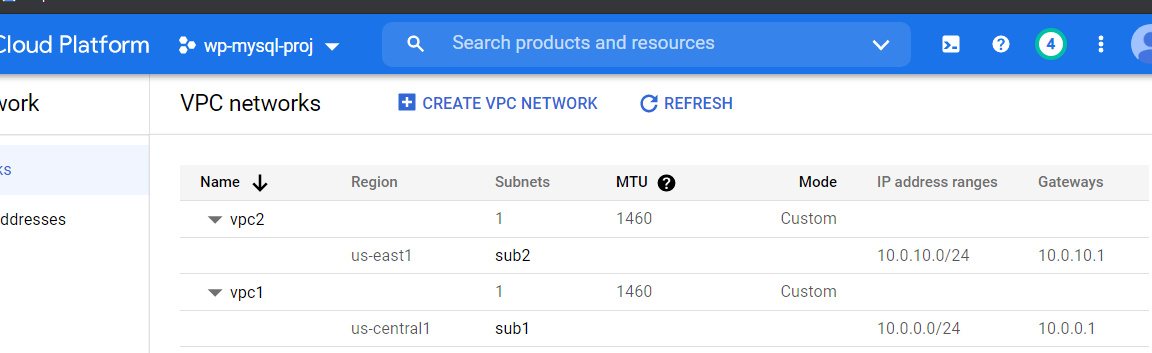 Cloud Platform wp-mysql-proj Search products and resources 4
work VPC networks CREATE VPC NETWORK REFRESH
Name Region Subnets MTU Mode IP address ranges Gateways
ks
vpc2 1 1460 Custom
ddresses
us-east1 sub2 10.0.10.0/24 10.0.10.1
vpc1 1 1460 Custom
us-central1 sub1 10.0.0.0/24 10.0.0.1